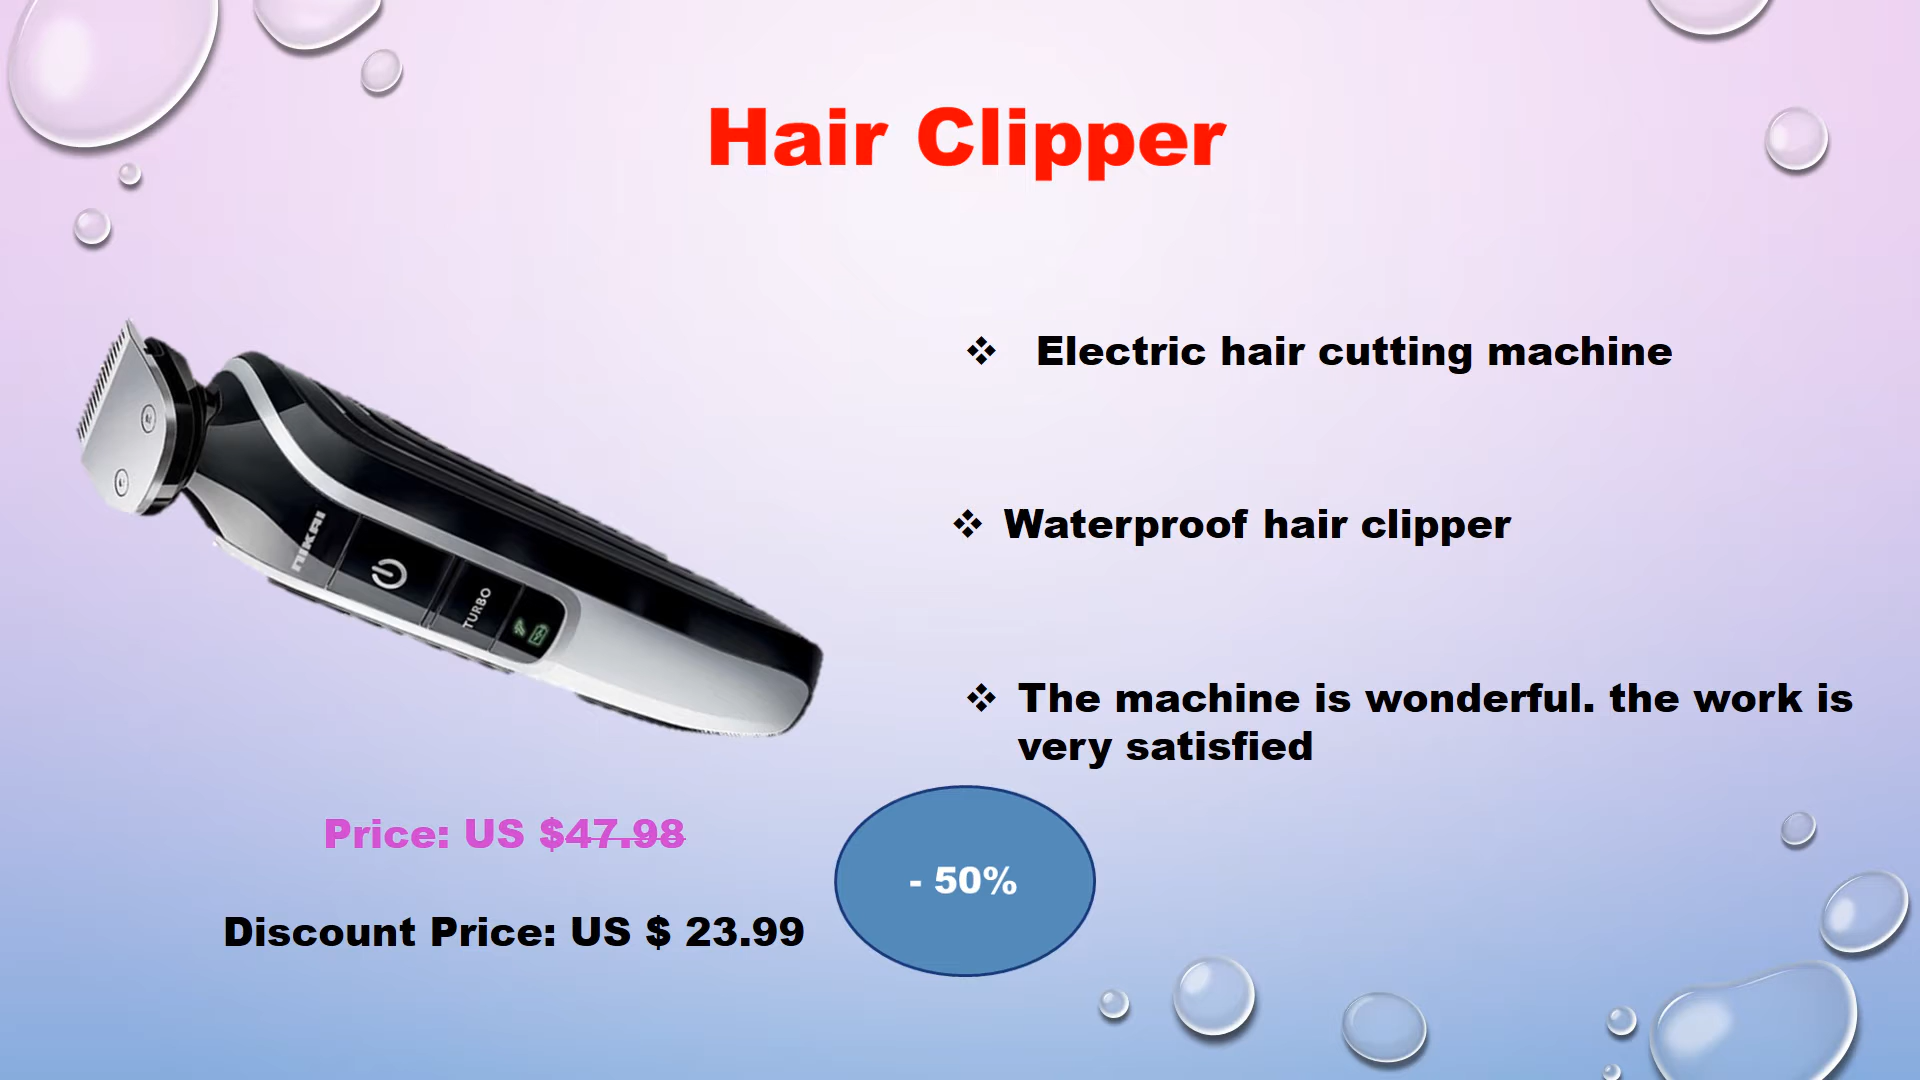 Hair Clipper
❖ Electric hair cutting machine
❖ Waterproof hair clipper
❖ The machine is wonderful. the work is
very satisfied
NIKAI
TURBO
Price: US $47.98
- 50%
Discount Price: US $ 23.99